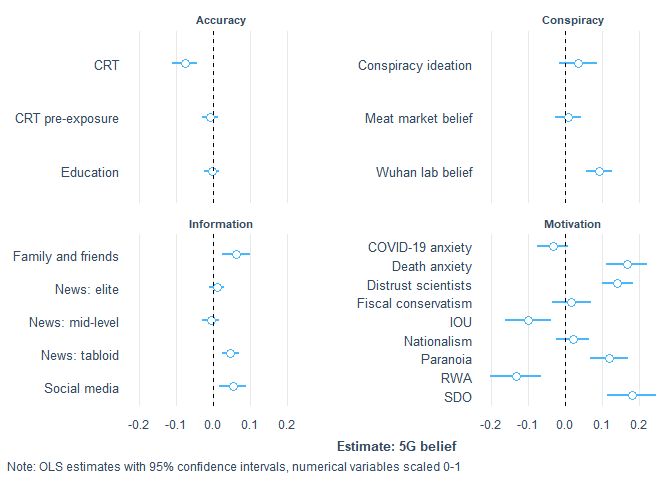 Accuracy
CRT
CRT pre-exposure
Education
Conspiracy
Conspiracy ideation
Meat market belief
Wuhan lab belief
Information
Family and friends
News: elite
News: mid-level
News: tabloid
Social media
-0.2 -0.1 0.0 0.1 0.2
Motivation
COVID-19 anxiety
Death anxiety
Distrust scientists
Fiscal conservatism
IOU
Nationalism
Paranoia
RWA
SDO
-0.2 -0.1 0.0 0.1 0.2
Estimate: 5G belief
Note: OLS estimates with 95% confidence intervals, numerical variables scaled 0-1